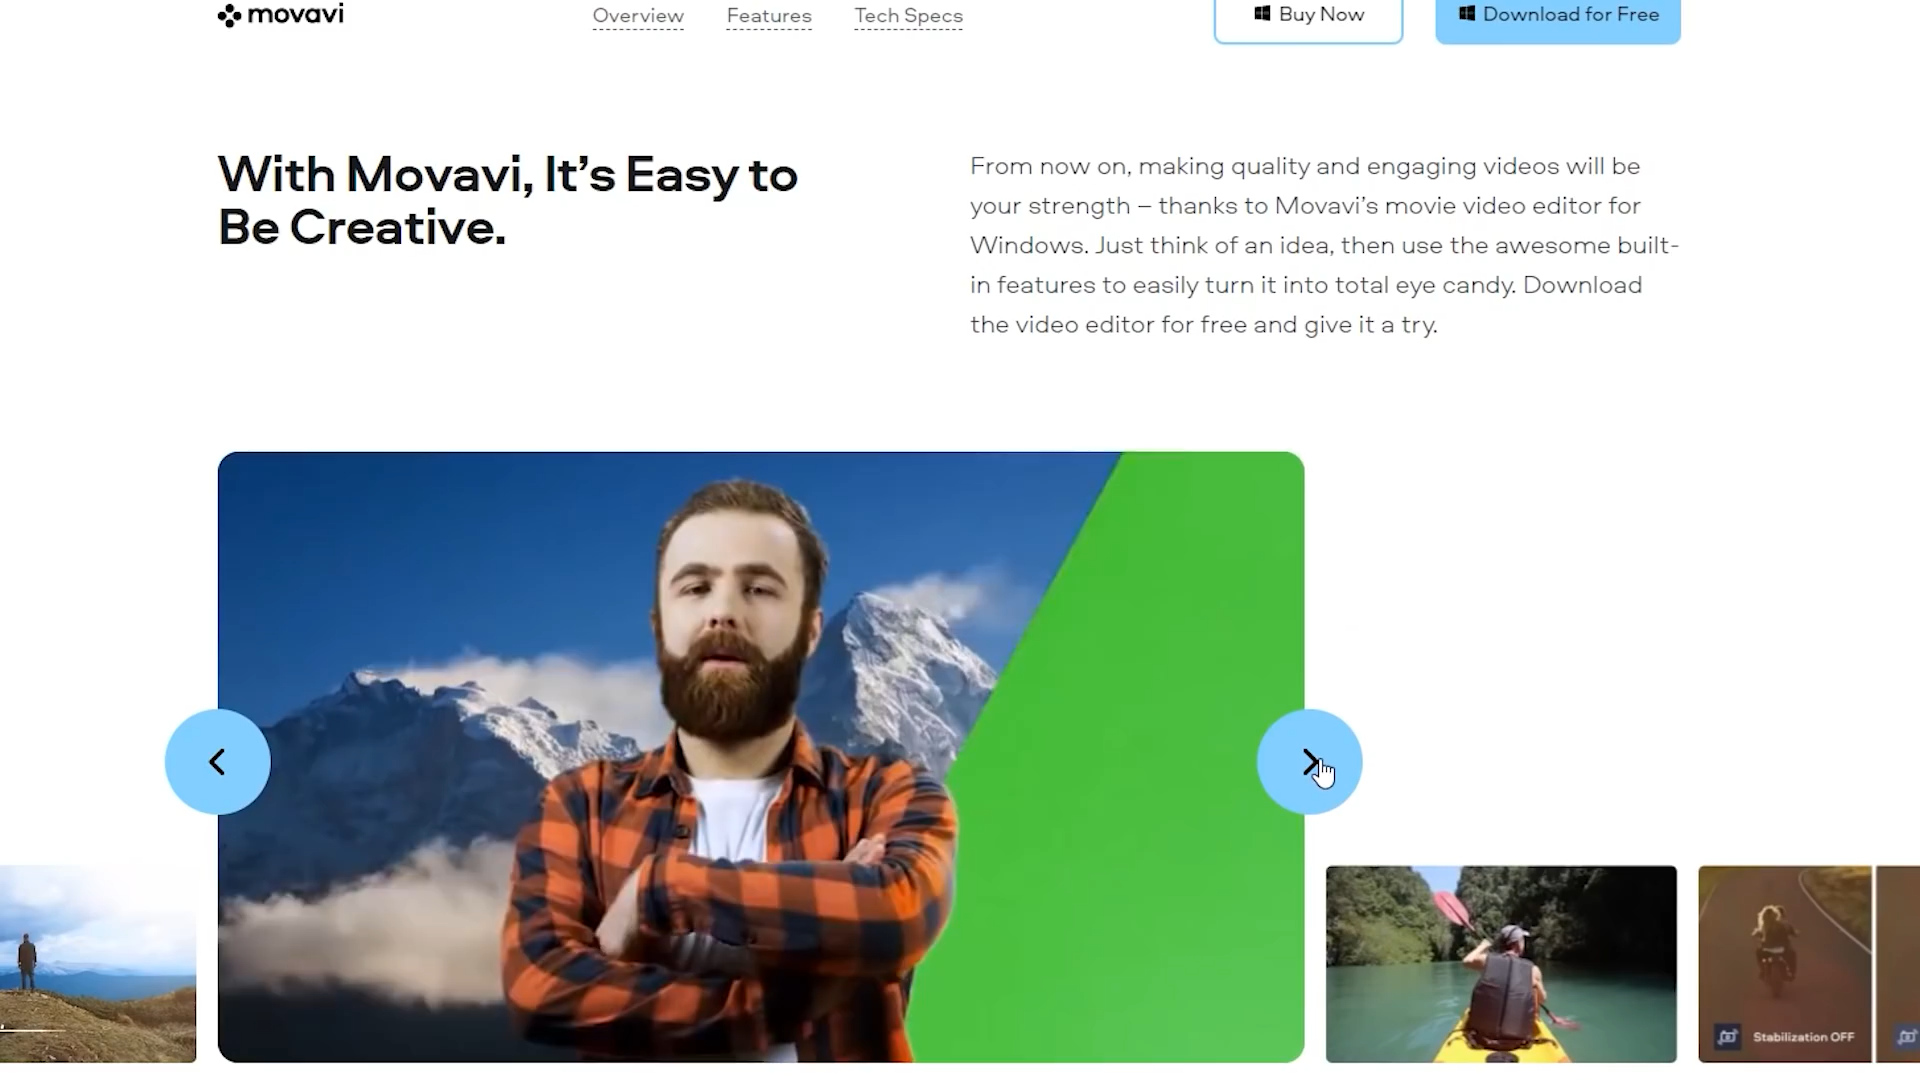 movavi
Overview
Features
Tech Specs
Buy Now
Download for Free
With Movavi, It’s Easy to
Be Creative.
From now on, making quality and engaging videos will be
your strength – thanks to Movavi’s movie video editor for
Windows. Just think of an idea, then use the awesome built-
in features to easily turn it into total eye candy. Download
the video editor for free and give it a try.
Stabilization OFF